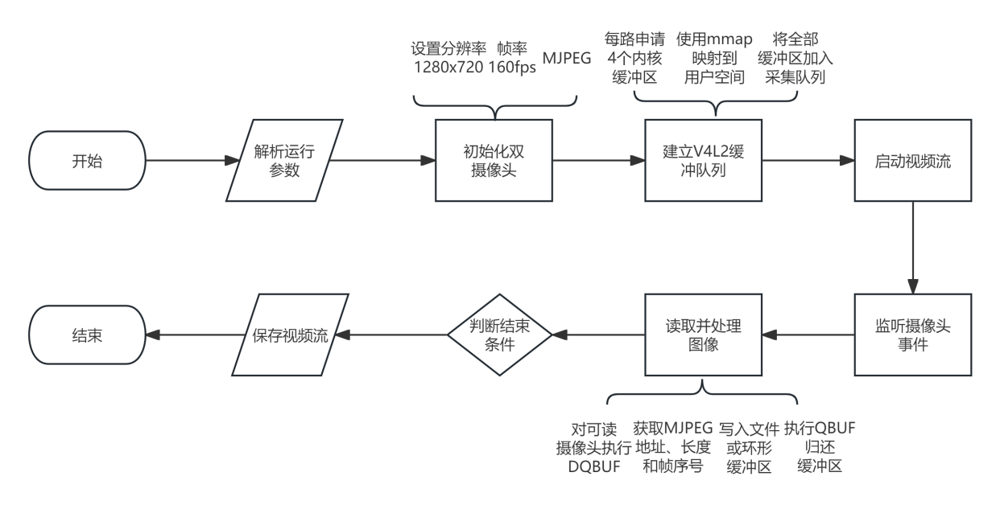 设置分辨率
1280x720
帧率
160fps
MJPEG
每路申请
4个内核
缓冲区
使用mmap
映射到
用户空间
将全部
缓冲区加入
采集队列
开始
解析运行
参数
初始化双
摄像头
建立V4L2缓
冲队列
启动视频流
结束
保存视频流
判断结束
条件
读取并处理
图像
监听摄像头
事件
对可读
摄像头执行
DQBUF
获取MJPEG
地址、长度
和帧序号
写入文件
或环形
缓冲区
执行QBUF
归还
缓冲区